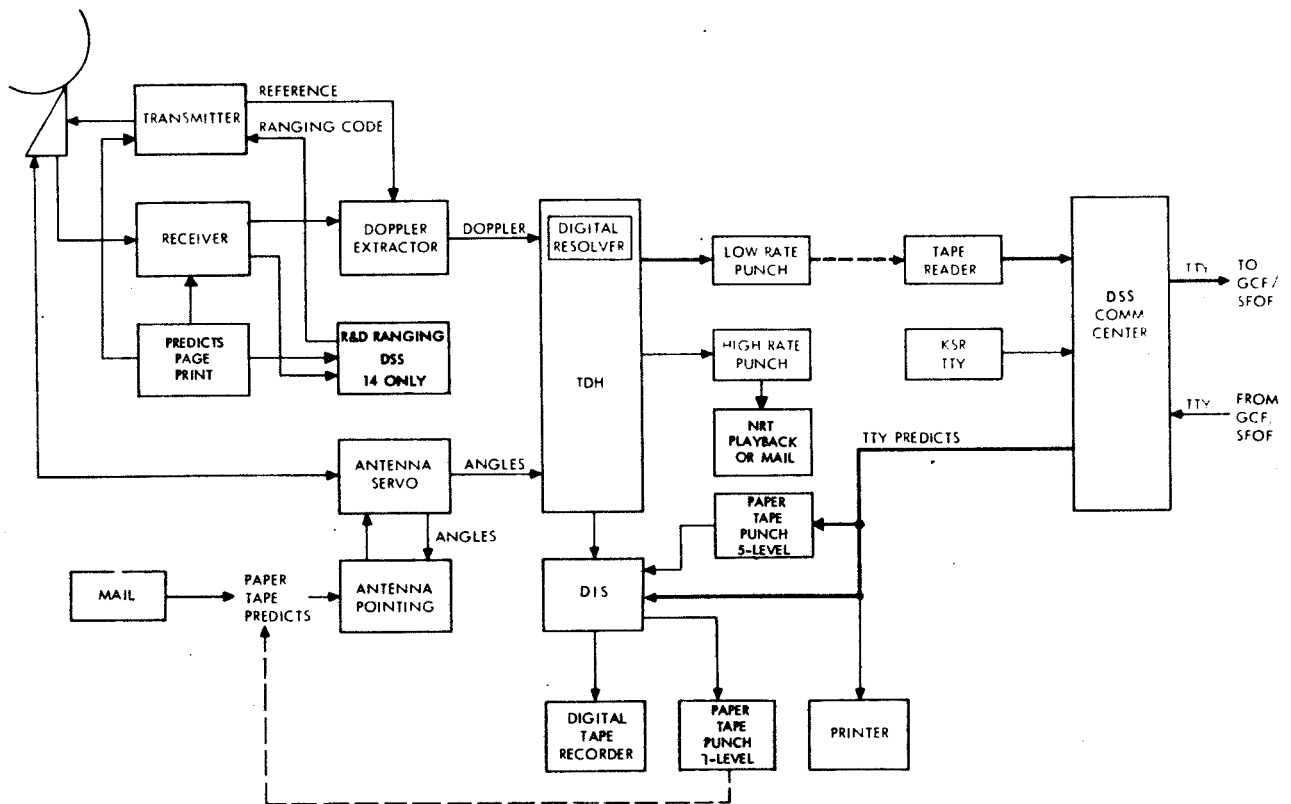 REFERENCE
TRANSMITTER
RANGING CODE
RECEIVER
DOPPLER
EXTRACTOR
DOPPLER
DIGITAL
RESOLVER
TDH
LOW RATE
PUNCH
TAPE
READER
DSS
COMM
CENTER
TTY
TO
GCF/
SFOF
PREDICTS
PAGE
PRINT
R&D RANGING
DSS
14 ONLY
HIGH RATE
PUNCH
KSR
TTY
NRT
PLAYBACK
OR MAIL
TTY
FROM
GCF,
SFOF
TTY PREDICTS
ANTENNA
SERVO
ANGLES
ANGLES
PAPER
TAPE
PUNCH
5-LEVEL
MAIL
PAPER
TAPE
PREDICTS
ANTENNA
POINTING
DIS
DIGITAL
TAPE
RECORDER
PAPER
TAPE
PUNCH
7-LEVEL
PRINTER